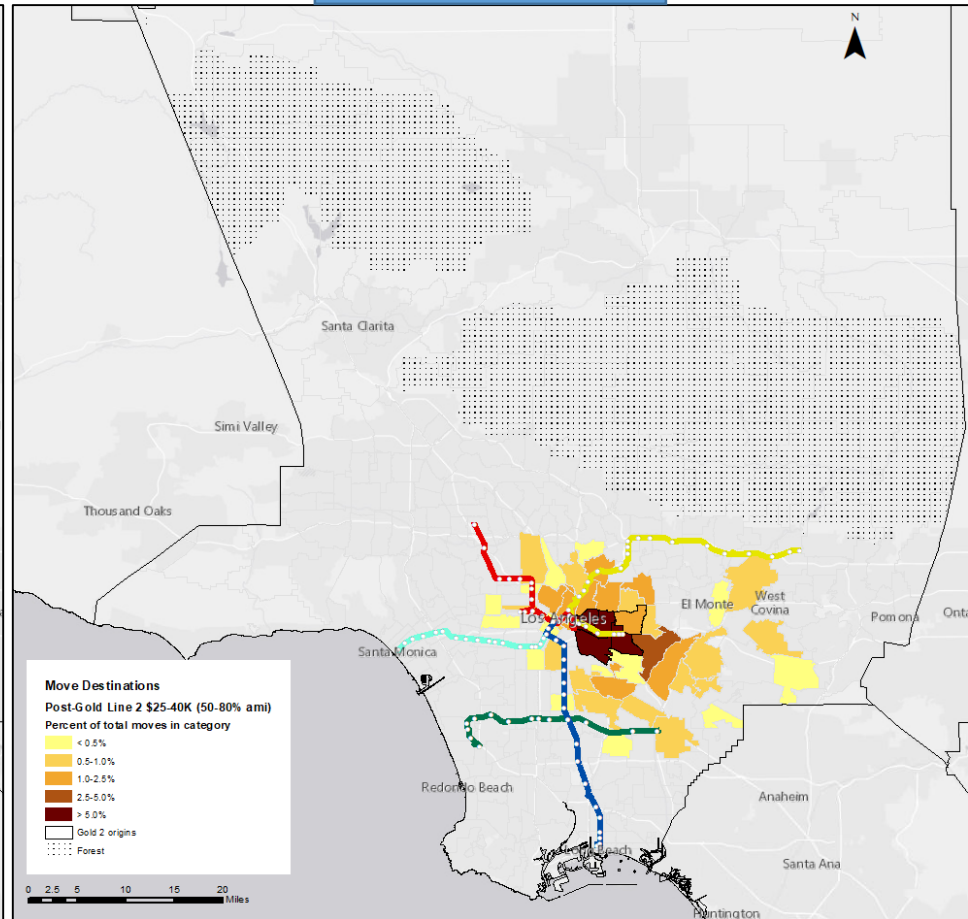 N
Santa Clarita
Simi Valley
Thousand Oaks
El Monte
West
Covina
Los Angeles
Pomona
Onta
Santa Monica
Redondo Beach
Anaheim
Long Beach
Santa Ana
Huntington
Move Destinations
Post-Gold Line 2 $25-40K (50-80% ami)
Percent of total moves in category
< 0.5%
0.5-1.0%
1.0-2.5%
2.5-5.0%
> 5.0%
Gold 2 origins
Forest
0 2.5 5 10 15 20
Miles